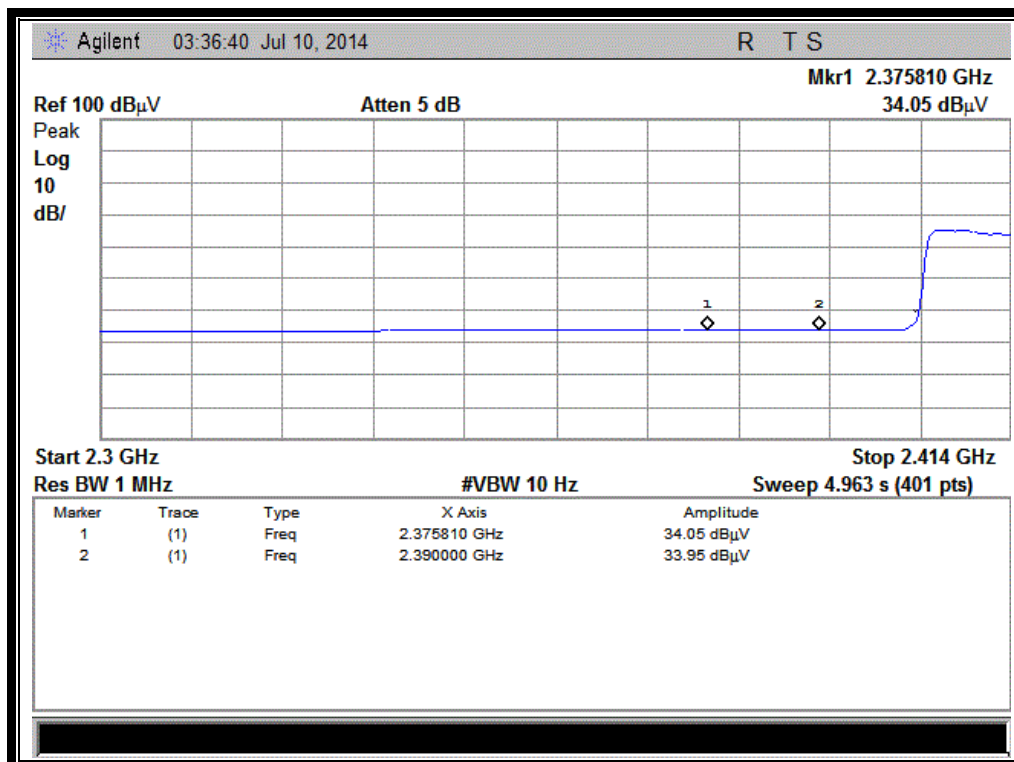 Agilent 03:36:40 Jul 10, 2014 R T S
Mkr1 2.375810 GHz
Ref 100 dBµV Atten 5 dB 34.05 dBµV
Peak
Log
10
dB/
1 2
Start 2.3 GHz Stop 2.414 GHz
Res BW 1 MHz #VBW 10 Hz Sweep 4.963 s (401 pts)
Marker Trace Type X Axis Amplitude
1 (1) Freq 2.375810 GHz 34.05 dBµV
2 (1) Freq 2.390000 GHz 33.95 dBµV